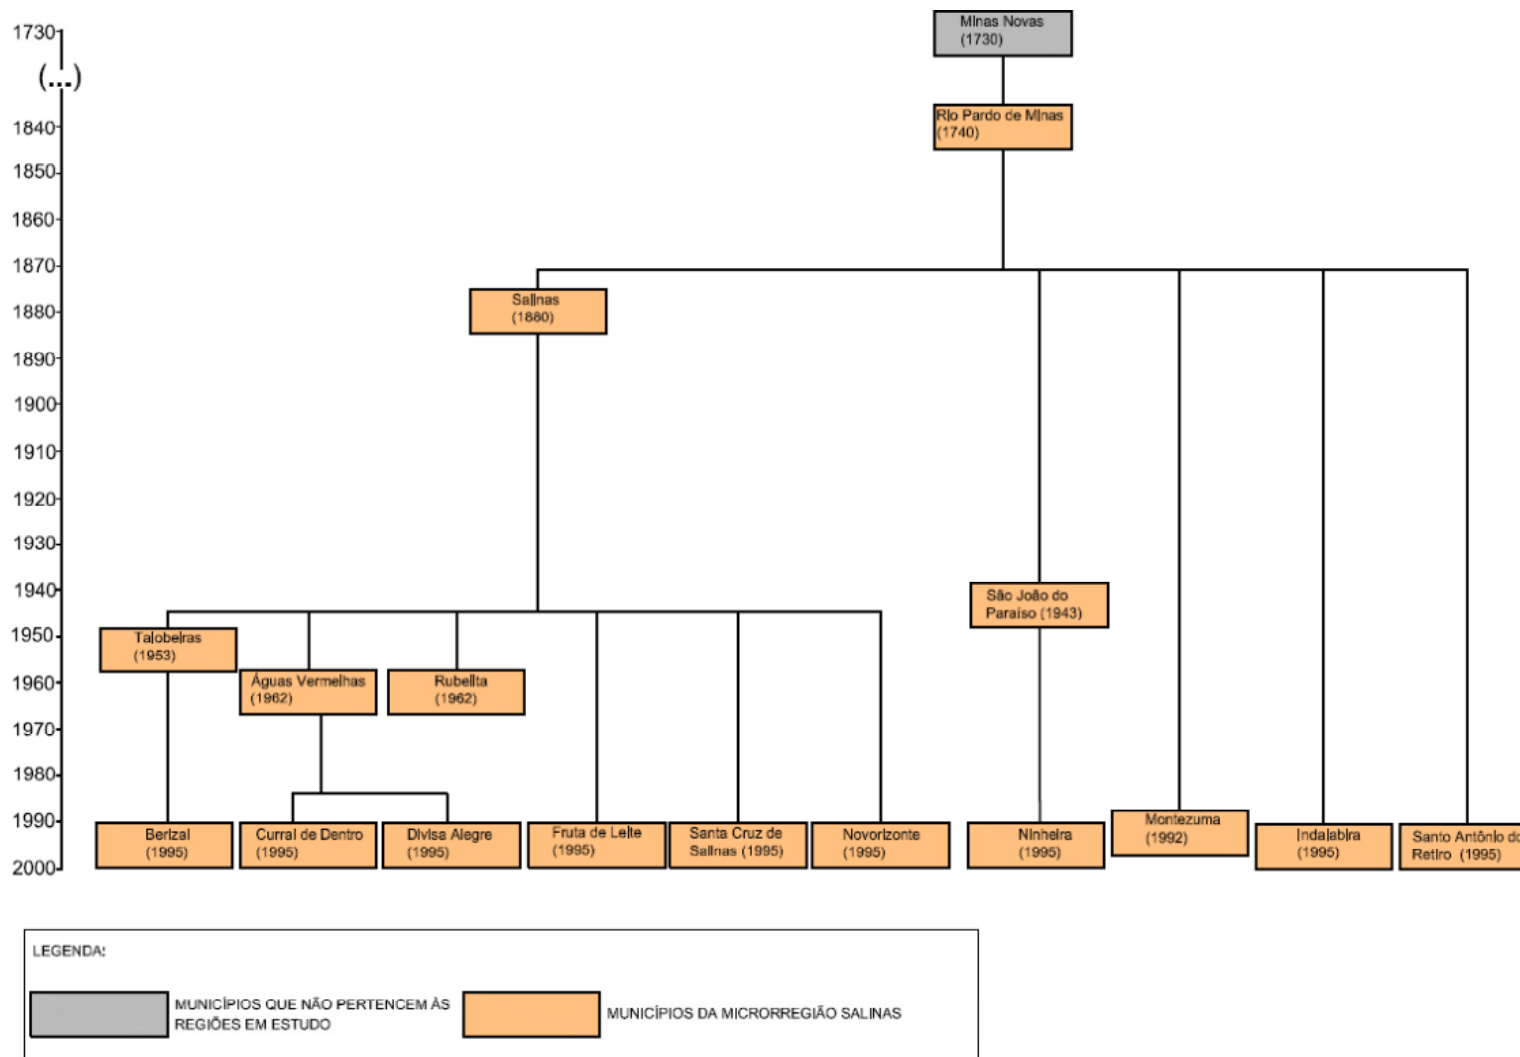 1730
(...)
1840
1850
1860
1870
1880
1890
1900
1910
1920
1930
1940
1950
1960
1970
1980
1990
2000
Minas Novas
(1730)
Rio Pardo de Minas
(1740)
Salinas
(1880)
São João do
Paraíso (1943)
Taiobeiras
(1953)
Águas Vermelhas
(1962)
Rubelita
(1962)
Berizal
(1995)
Curral de Dentro
(1995)
Divisa Alegre
(1995)
Fruta de Leite
(1995)
Santa Cruz de
Salinas (1995)
Novorizonte
(1995)
Ninheira
(1995)
Montezuma
(1992)
Indaiabira
(1995)
Santo Antônio do
Retiro (1995)
LEGENDA:
MUNICÍPIOS QUE NÃO PERTENCEM ÀS
REGIÕES EM ESTUDO
MUNICÍPIOS DA MICRORREGIÃO SALINAS